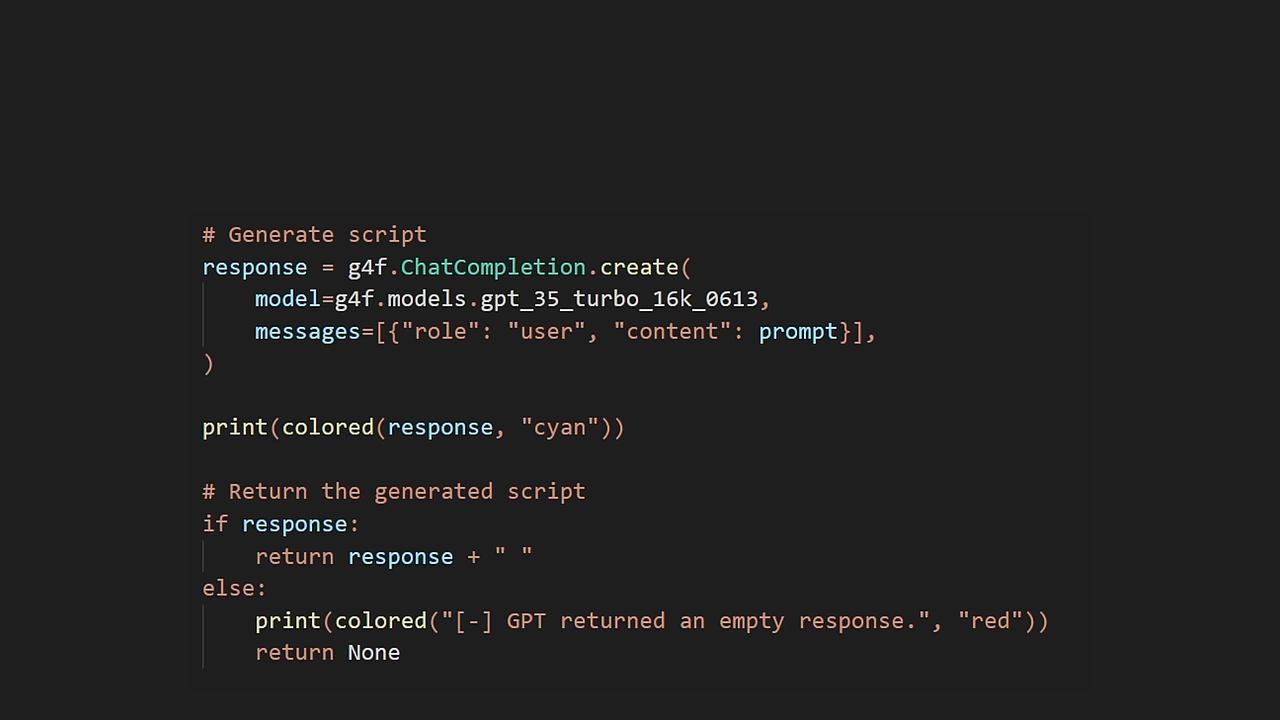 # Generate script
response = g4f.ChatCompletion.create(
    model=g4f.models.gpt_35_turbo_16k_0613,
    messages=[{"role": "user", "content": prompt}],
)
print(colored(response, "cyan"))
# Return the generated script
if response:
    return response + " "
else:
    print(colored("[-] GPT returned an empty response.", "red"))
    return None